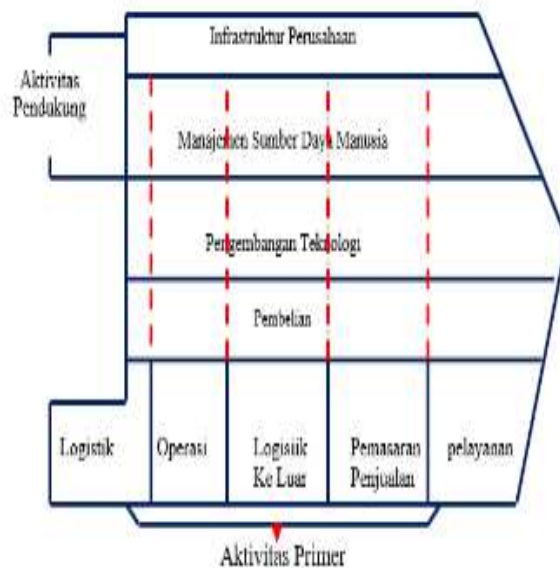 Infrastruktur Perusahaan
Aktivitas
Pendukung
Manajemen Sumber Daya Manusia
Pengembangan Teknologi
Pembelian
Logistik
Operasi
Logisiik
Ke Luar
Pemasaran
Penjualan
pelayanan
Aktivitas Primer